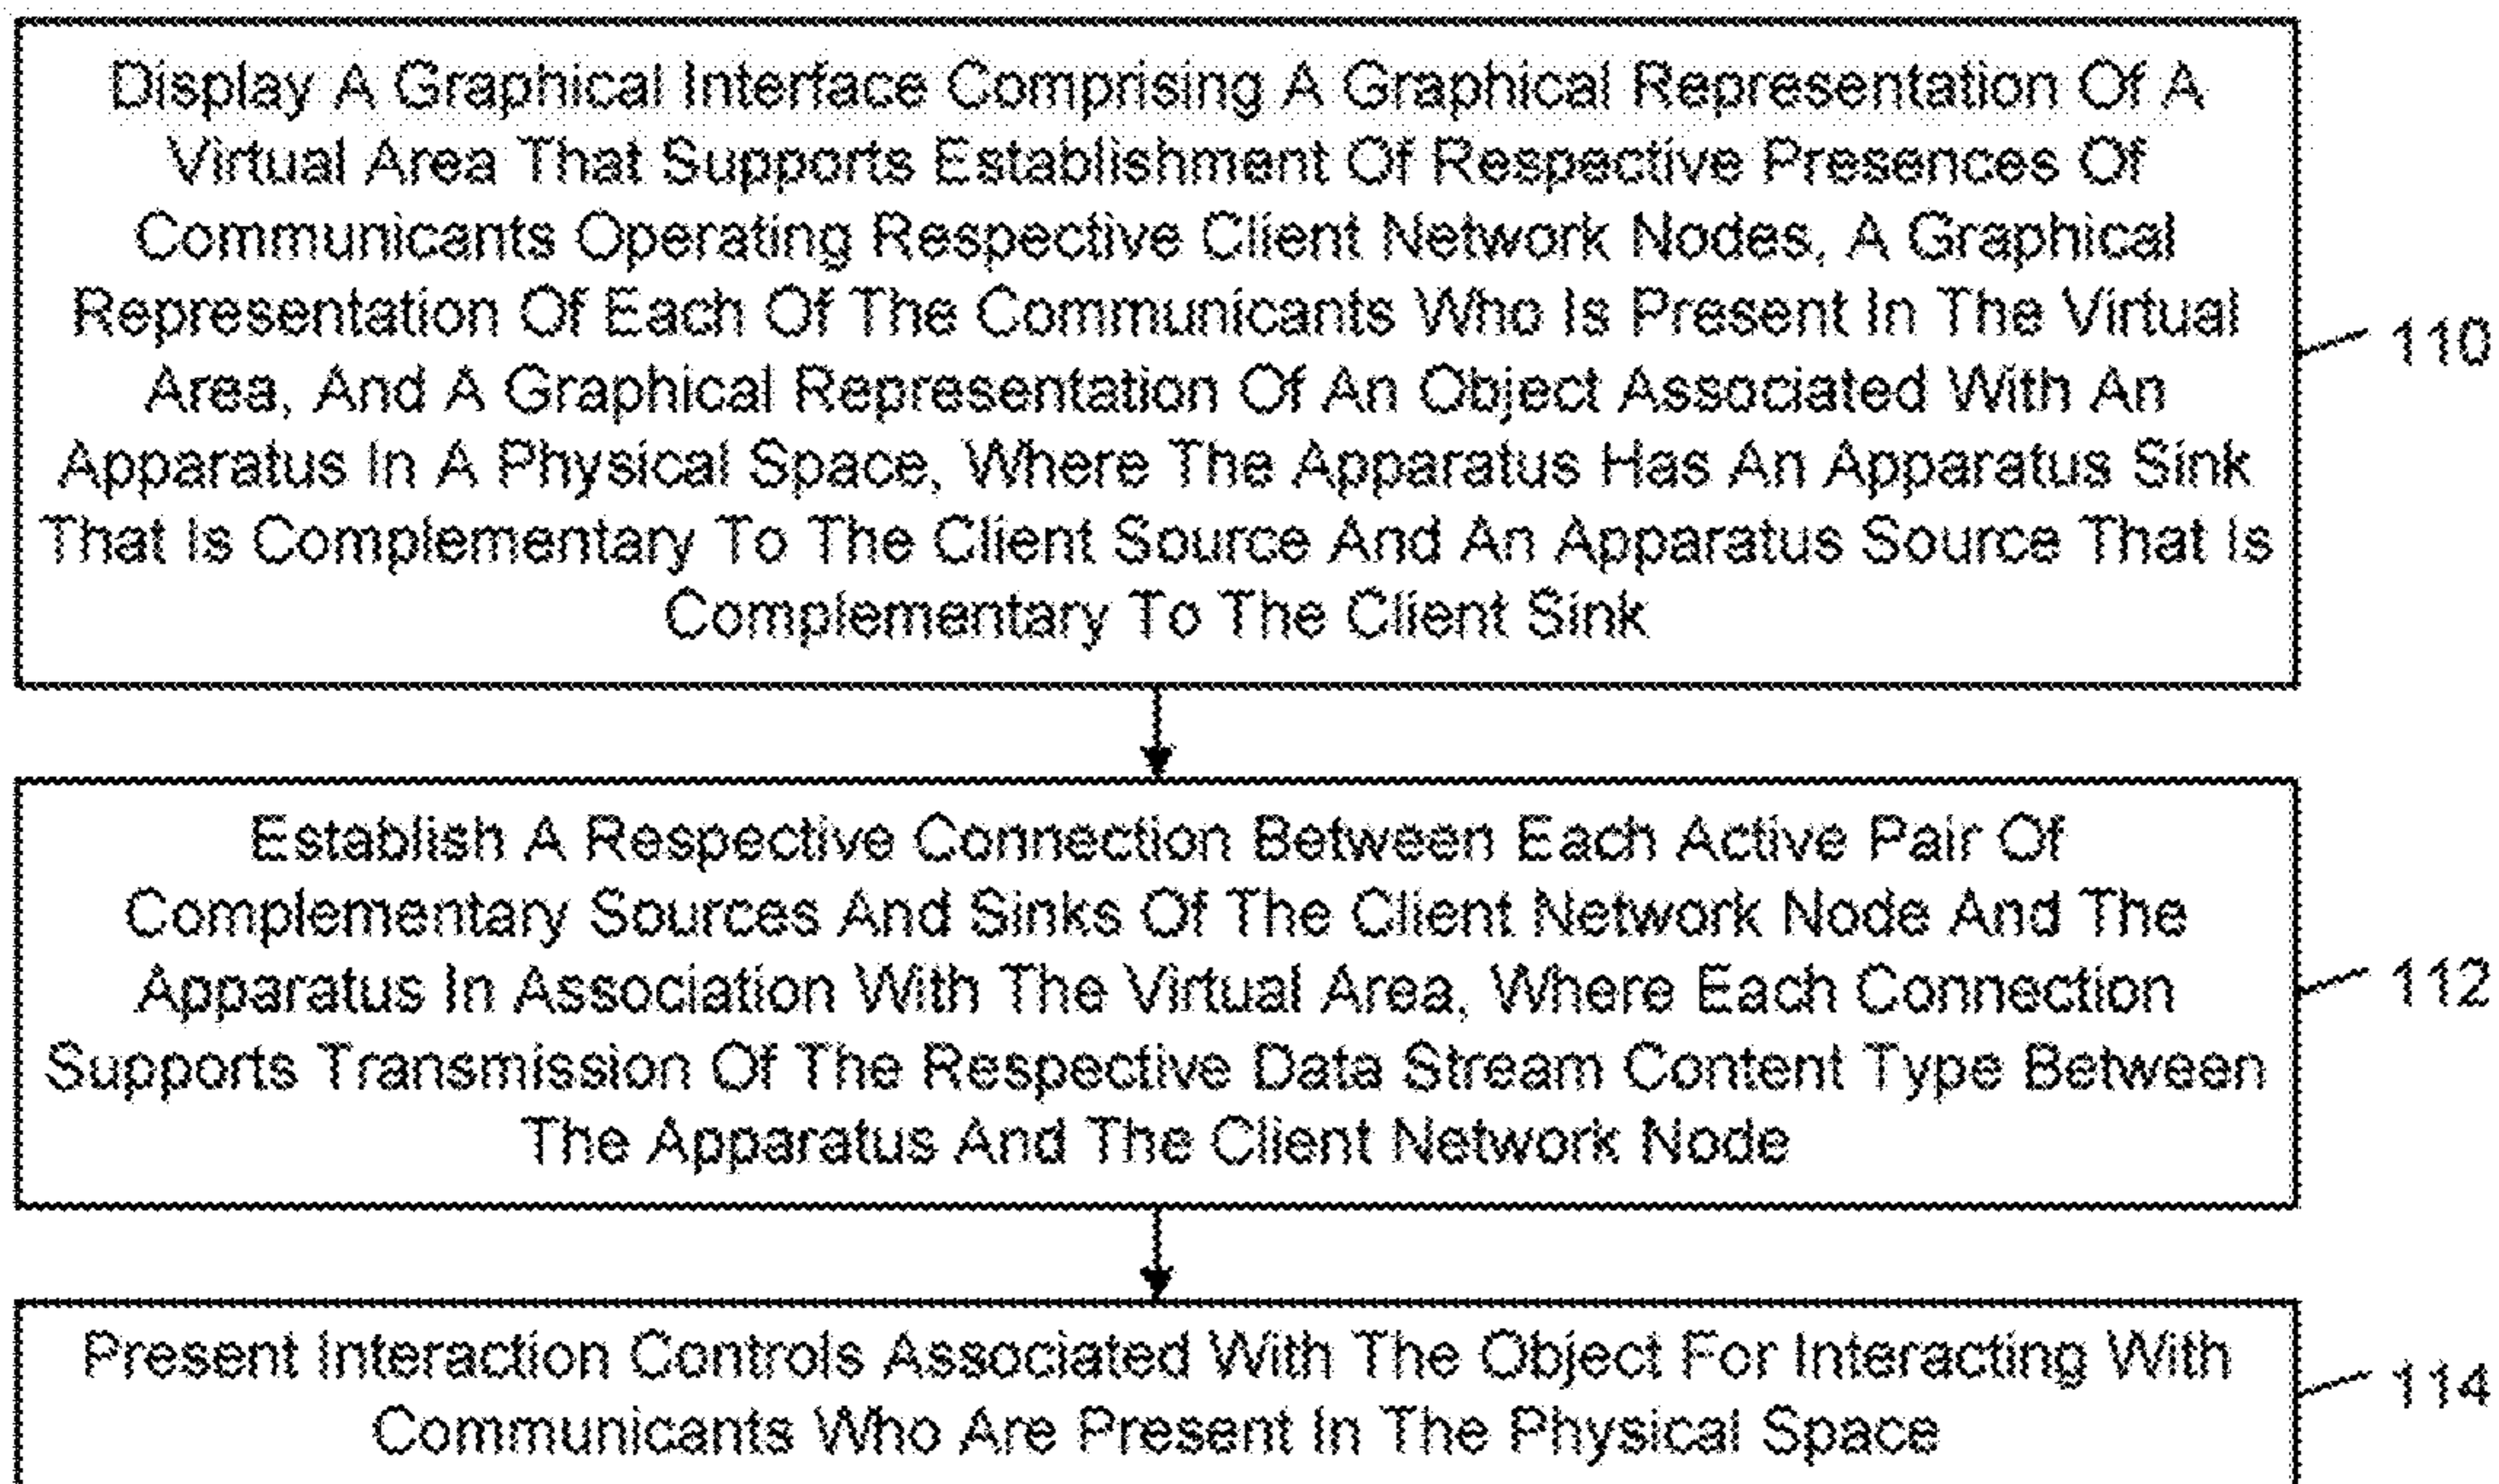 Display A Graphical Interface Comprising A Graphical Representation Of A
Virtual Area That Supports Establishment Of Respective Presences Of
Communicants Operating Respective Client Network Nodes, A Graphical
Representation Of Each Of The Communicants Who Is Present In The Virtual
Area, And A Graphical Representation Of An Object Associated With An
Apparatus In A Physical Space, Where The Apparatus Has An Apparatus Sink
That Is Complementary To The Client Source And An Apparatus Source That Is
Complementary To The Client Sink
110
Establish A Respective Connection Between Each Active Pair Of
Complementary Sources And Sinks Of The Client Network Node And The
Apparatus In Association With The Virtual Area, Where Each Connection
Supports Transmission Of The Respective Data Stream Content Type Between
The Apparatus And The Client Network Node
112
Present Interaction Controls Associated With The Object For Interacting With
Communicants Who Are Present In The Physical Space
114